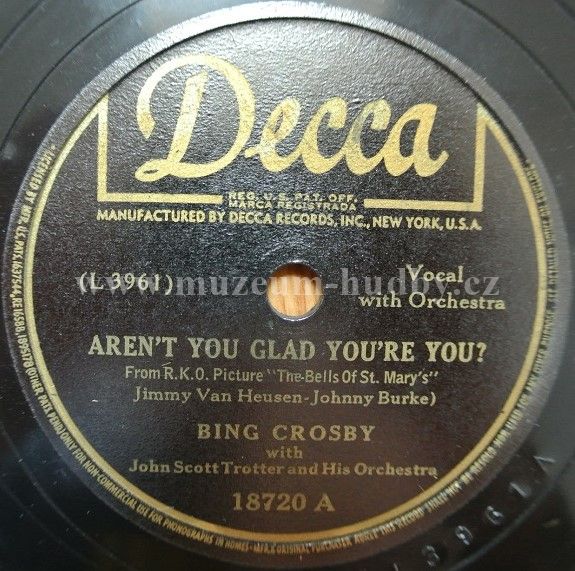 Decca
REG. U.S. PAT. OFF.
MARCA REGISTRADA
MANUFACTURED BY DECCA RECORDS, INC., NEW YORK, U.S.A.
(L 3961)
Vocal
with Orchestra
www.muzeum-hudby.cz
AREN'T YOU GLAD YOU'RE YOU?
From R.K.O. Picture "The Bells Of St. Mary's"
Jimmy Van Heusen-Johnny Burke)
BING CROSBY
with
John Scott Trotter and His Orchestra
18720 A